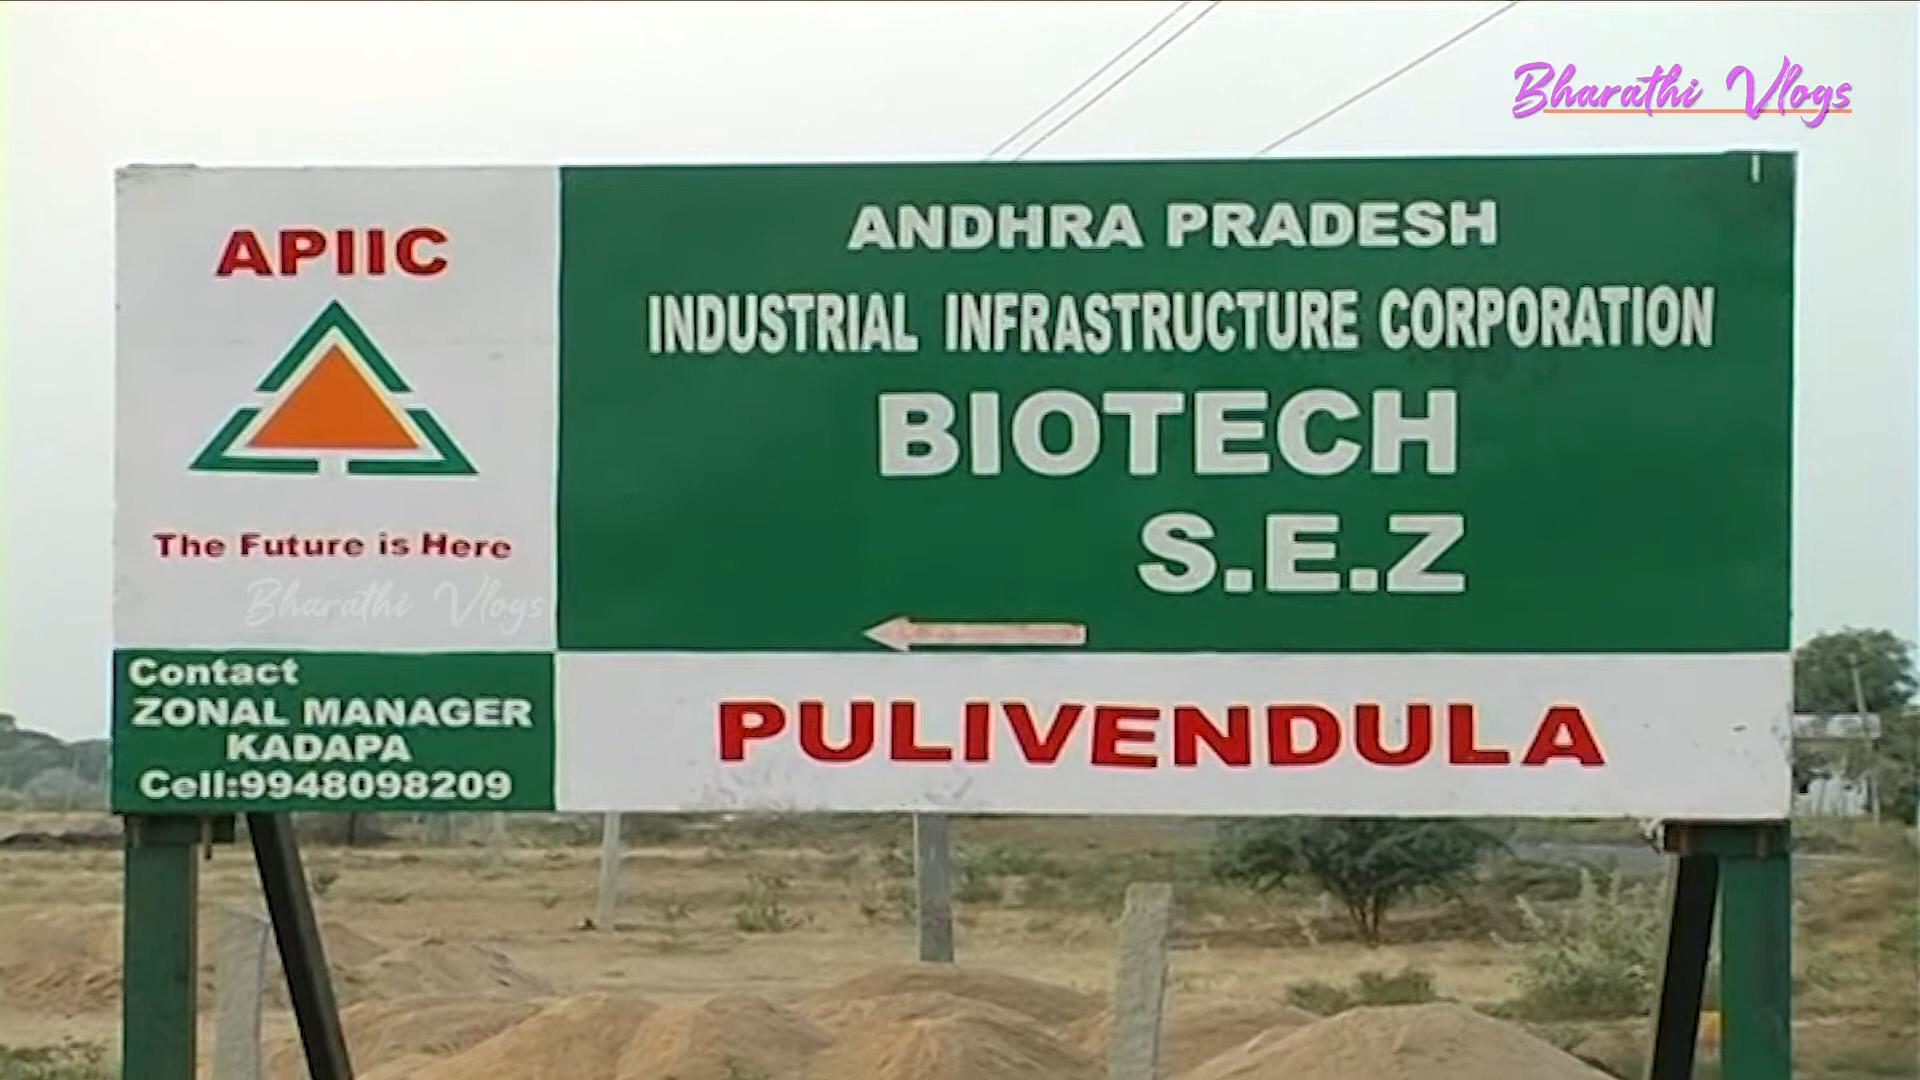 Bharathi Vlogs
APIIC
The Future is Here
Bharathi Vlogs
Contact
ZONAL MANAGER
KADAPA
Cell:9948098209
ANDHRA PRADESH
INDUSTRIAL INFRASTRUCTURE CORPORATION
BIOTECH
S.E.Z
PULIVENDULA